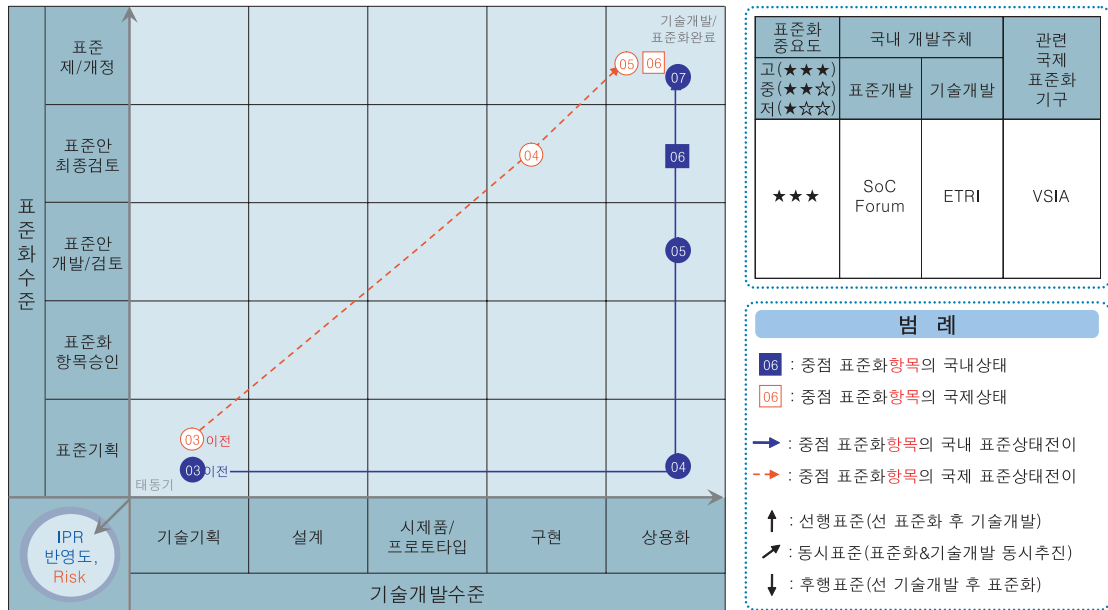 표준화수준
표준
제/개정
표준안
최종검토
표준안
개발/검토
표준화
항목승인
표준기획
기술개발/
표준화완료
05
06
07
04
06
05
03 이전
03 이전
04
태동기
IPR
반영도,
Risk
기술기획
설계
시제품/
프로토타입
구현
상용화
기술개발수준
표준화
중요도
고(★★★)
중(★★☆)
저(★☆☆)
국내 개발주체
표준개발
기술개발
관련
국제
표준화
기구
★★★
SoC
Forum
ETRI
VSIA
범 례
06 : 중점 표준화항목의 국내상태
06 : 중점 표준화항목의 국제상태
: 중점 표준화항목의 국내 표준상태전이
: 중점 표준화항목의 국제 표준상태전이
: 선행표준(선 표준화 후 기술개발)
: 동시표준(표준화&기술개발 동시추진)
: 후행표준(선 기술개발 후 표준화)